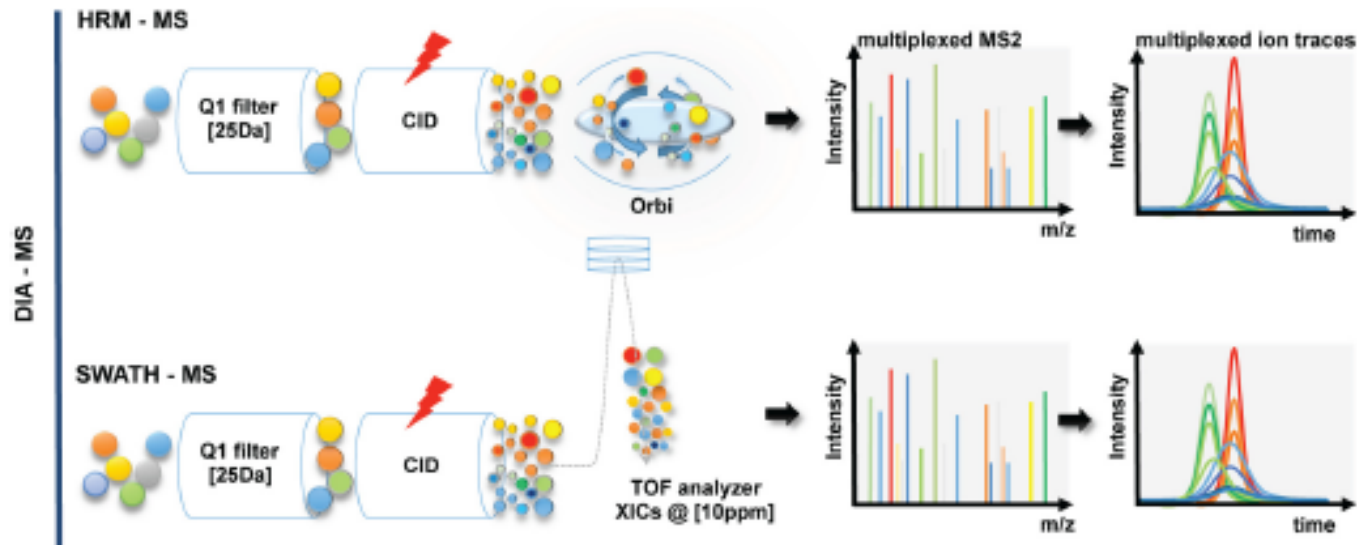 HRM - MS
Q1 filter
[25Da]
CID
Orbi
multiplexed MS2
Intensity
m/z
multiplexed ion traces
Intensity
time
DIA - MS
SWATH - MS
Q1 filter
[25Da]
CID
TOF analyzer
XICs @ [10ppm]
Intensity
m/z
Intensity
time